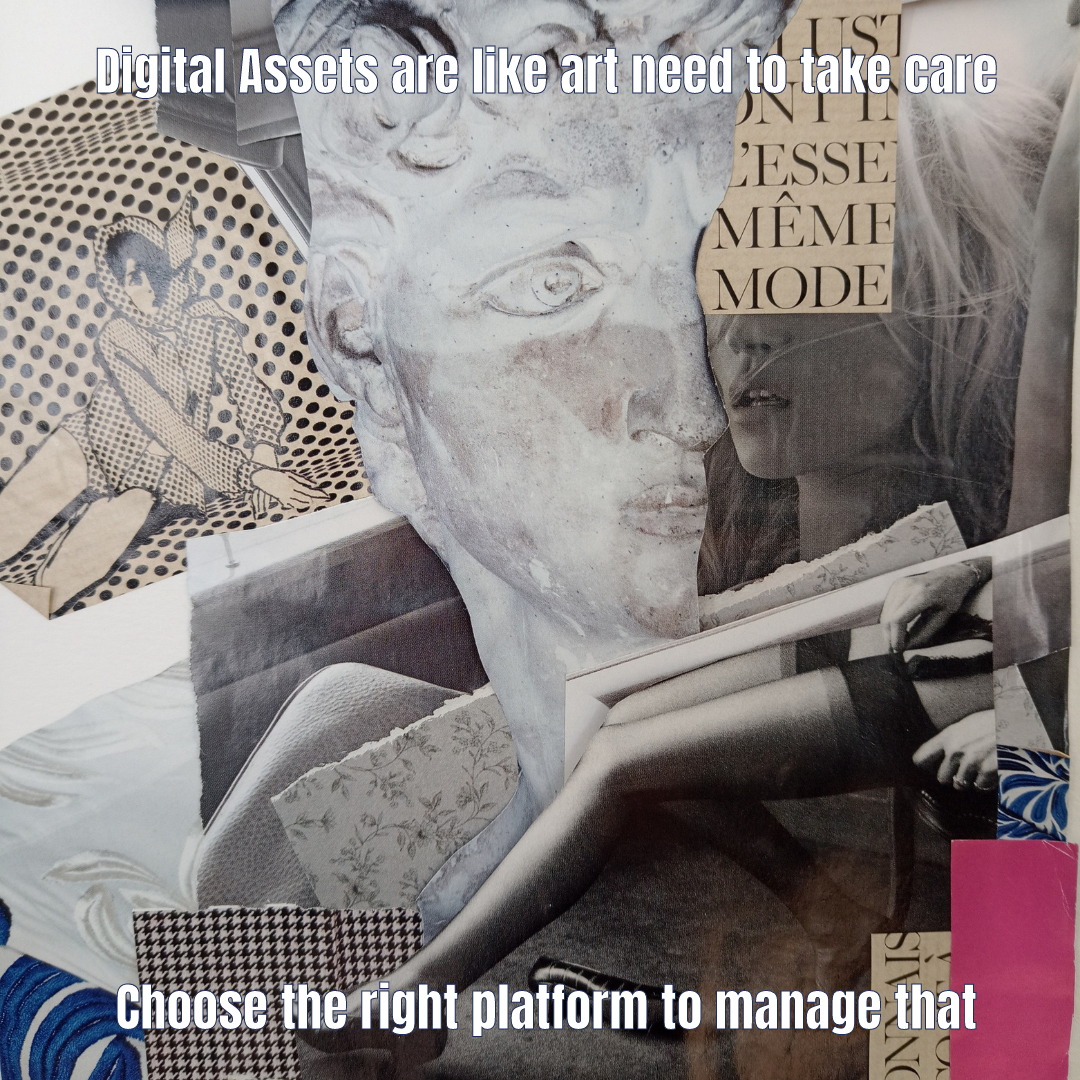 Digital Assets are like art need to take care
MÊME
MODE
Choose the right platform to manage that